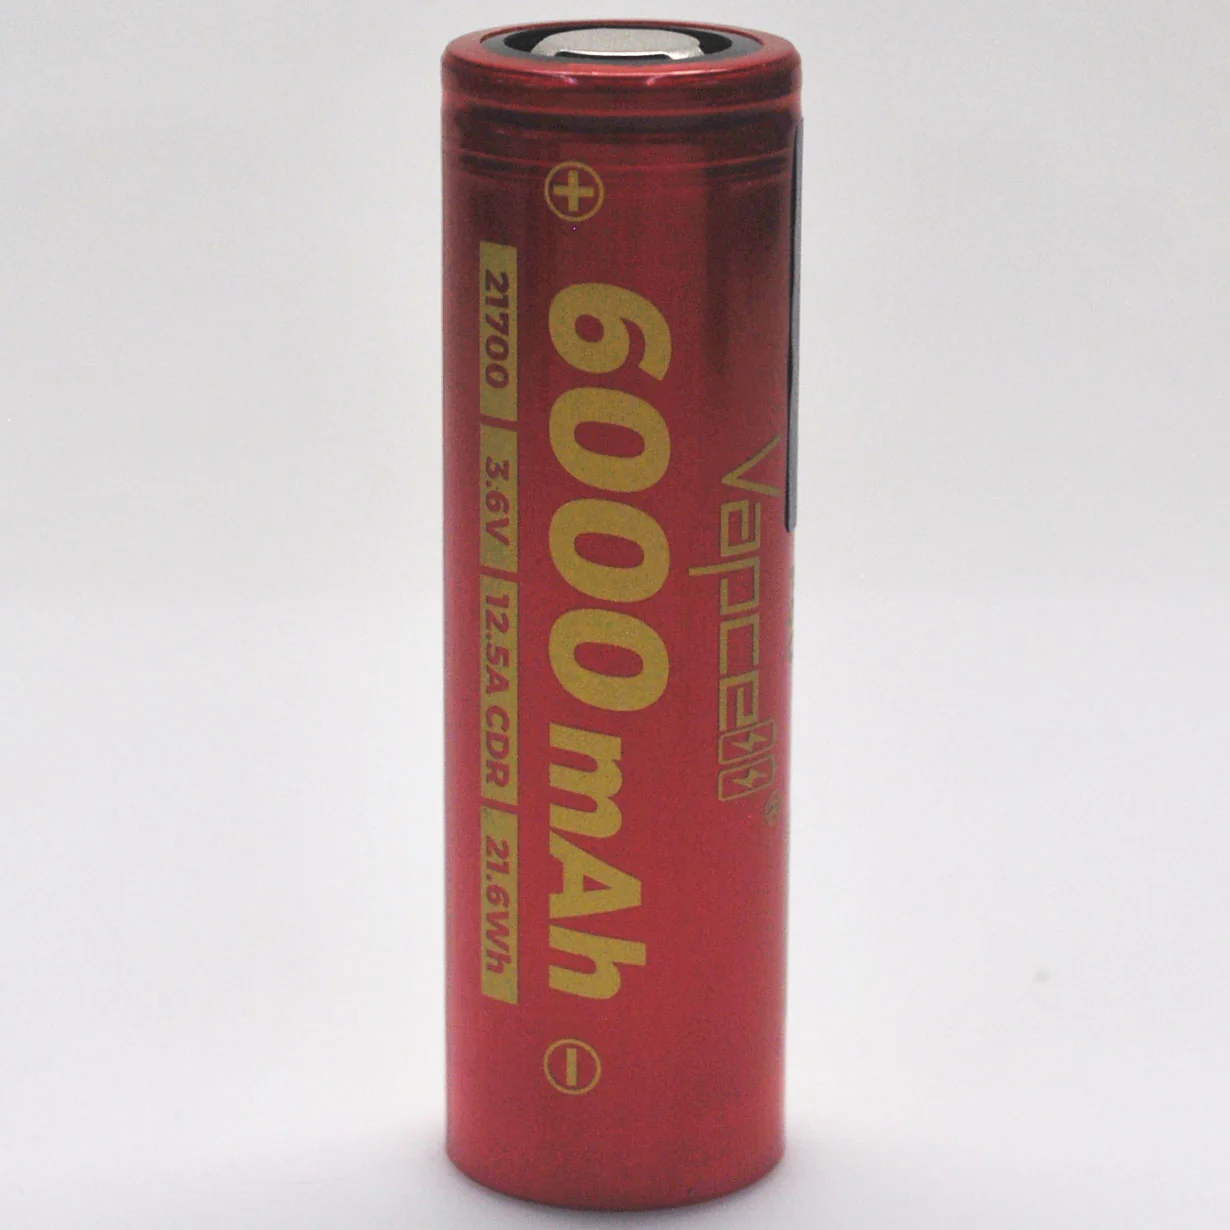 Vapcell®
6000mAh
21700 3.6V 12.5A CDR 21.6Wh